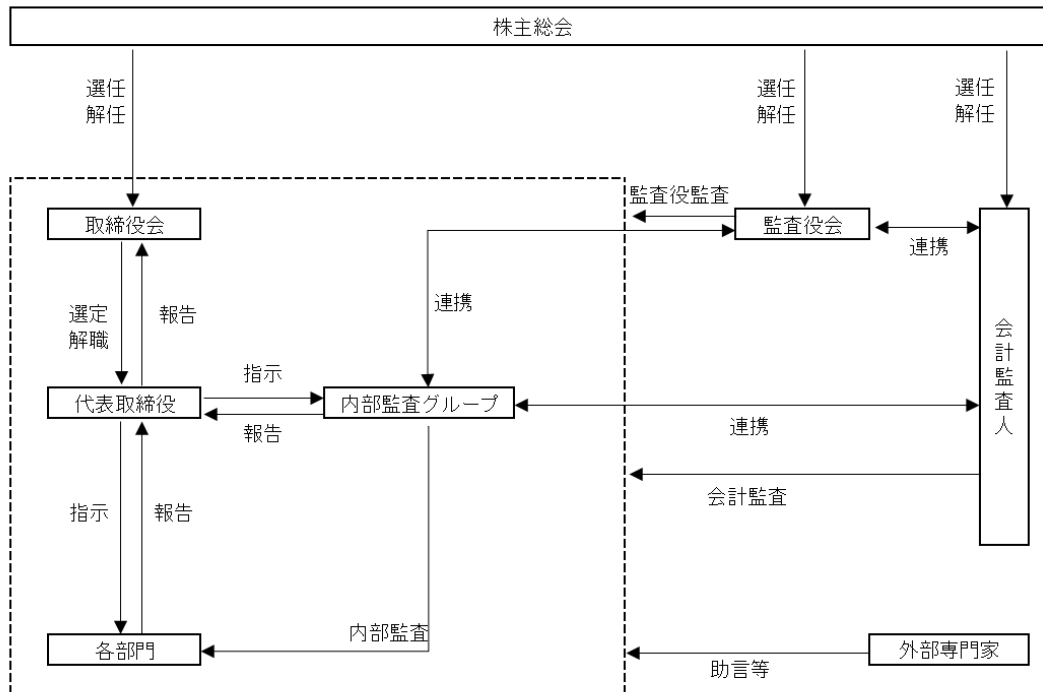 株主総会
選任
解任
選任
解任
選任
解任
監査役監査
取締役会
監査役会
連携
選定
解職
報告
連携
会計監査人
指示
代表取締役
内部監査グループ
報告
連携
会計監査
指示
報告
内部監査
各部門
外部専門家
助言等